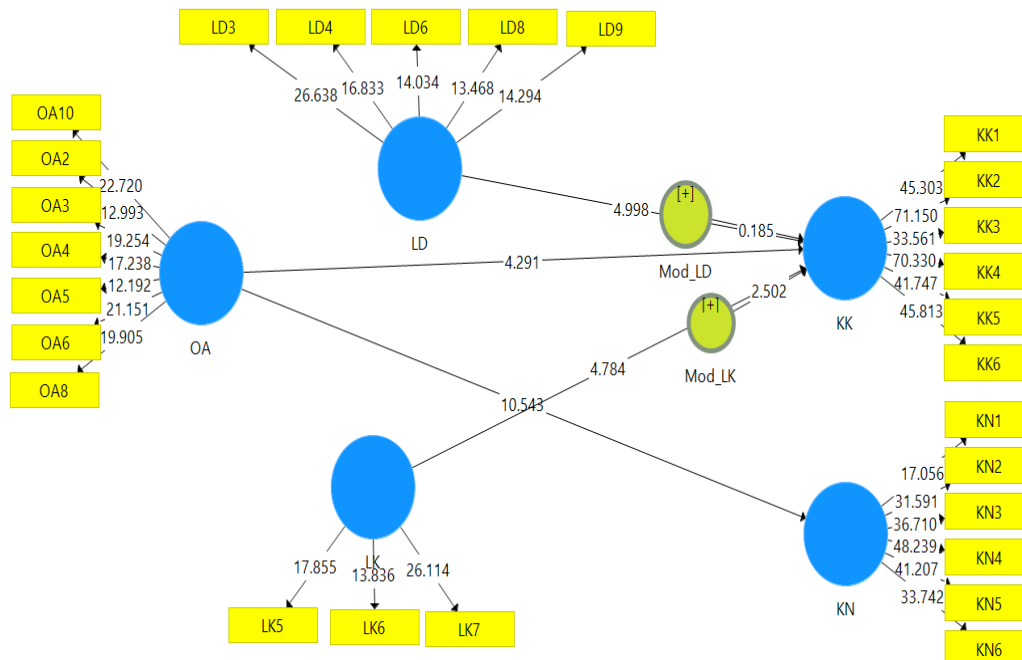 LD3
LD4
LD6
LD8
LD9
26.638
16.833
14.034
13.468
14.294
LD
OA10
OA2
OA3
OA4
OA5
OA6
OA8
22.720
12.993
19.254
17.238
12.192
21.151
19.905
OA
4.998
[+]
0.185
Mod_LD
4.291
[+]
2.502
Mod_LK
4.784
10.543
KK
45.303
71.150
33.561
70.330
41.747
45.813
KK1
KK2
KK3
KK4
KK5
KK6
LK
17.855
13.836
26.114
LK5
LK6
LK7
KN
17.056
31.591
36.710
48.239
41.207
33.742
KN1
KN2
KN3
KN4
KN5
KN6